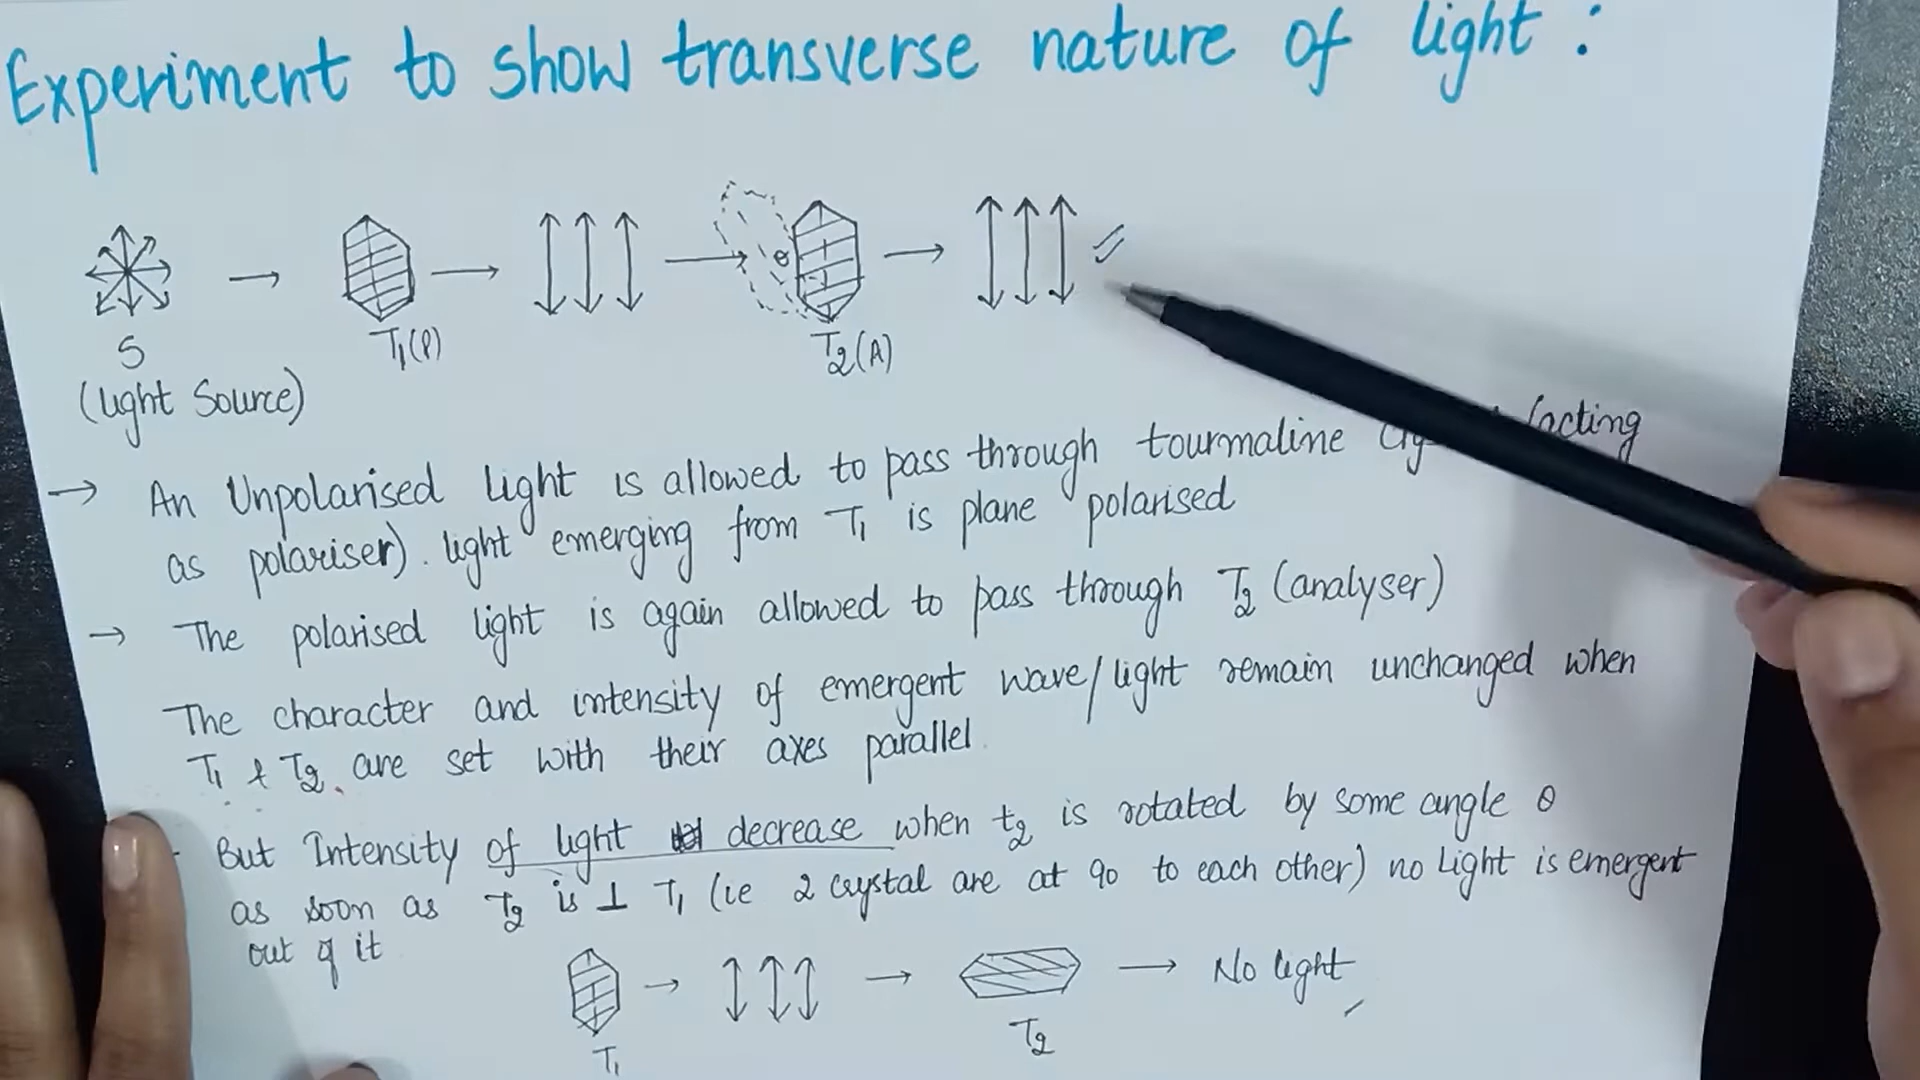 Experiment to show transverse nature of light :
θ
S
T1(P)
T2(A)
(light Source)
→ An Unpolarised light is allowed to pass through tourmaline (acting
as polariser). light emerging from T1 is plane polarised
→ The polarised light is again allowed to pass through T2 (analyser)
The character and intensity of emergent wave/light remain unchanged when
T1 & T2 are set with their axes parallel
But Intensity of light decrease when t2 is rotated by some angle θ
as soon as T2 is ⊥ T1 (ie 2 crystal are at 90 to each other) no light is emergent
out of it
→ → → No light
T1
T2